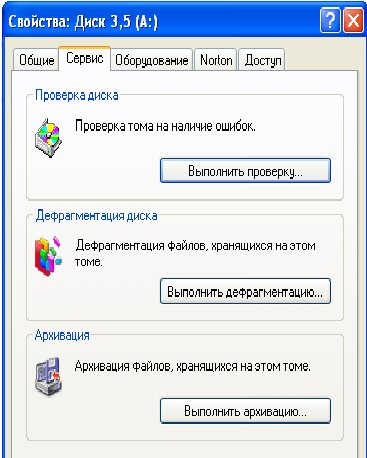 Свойства: Диск 3,5 (A:)
Общие Сервис Оборудование Norton Доступ
Проверка диска
Проверка тома на наличие ошибок.
Выполнить проверку...
Дефрагментация диска
Дефрагментация файлов, хранящихся на этом
томе.
Выполнить дефрагментацию...
Архивация
Архивация файлов, хранящихся на этом томе.
Выполнить архивацию...